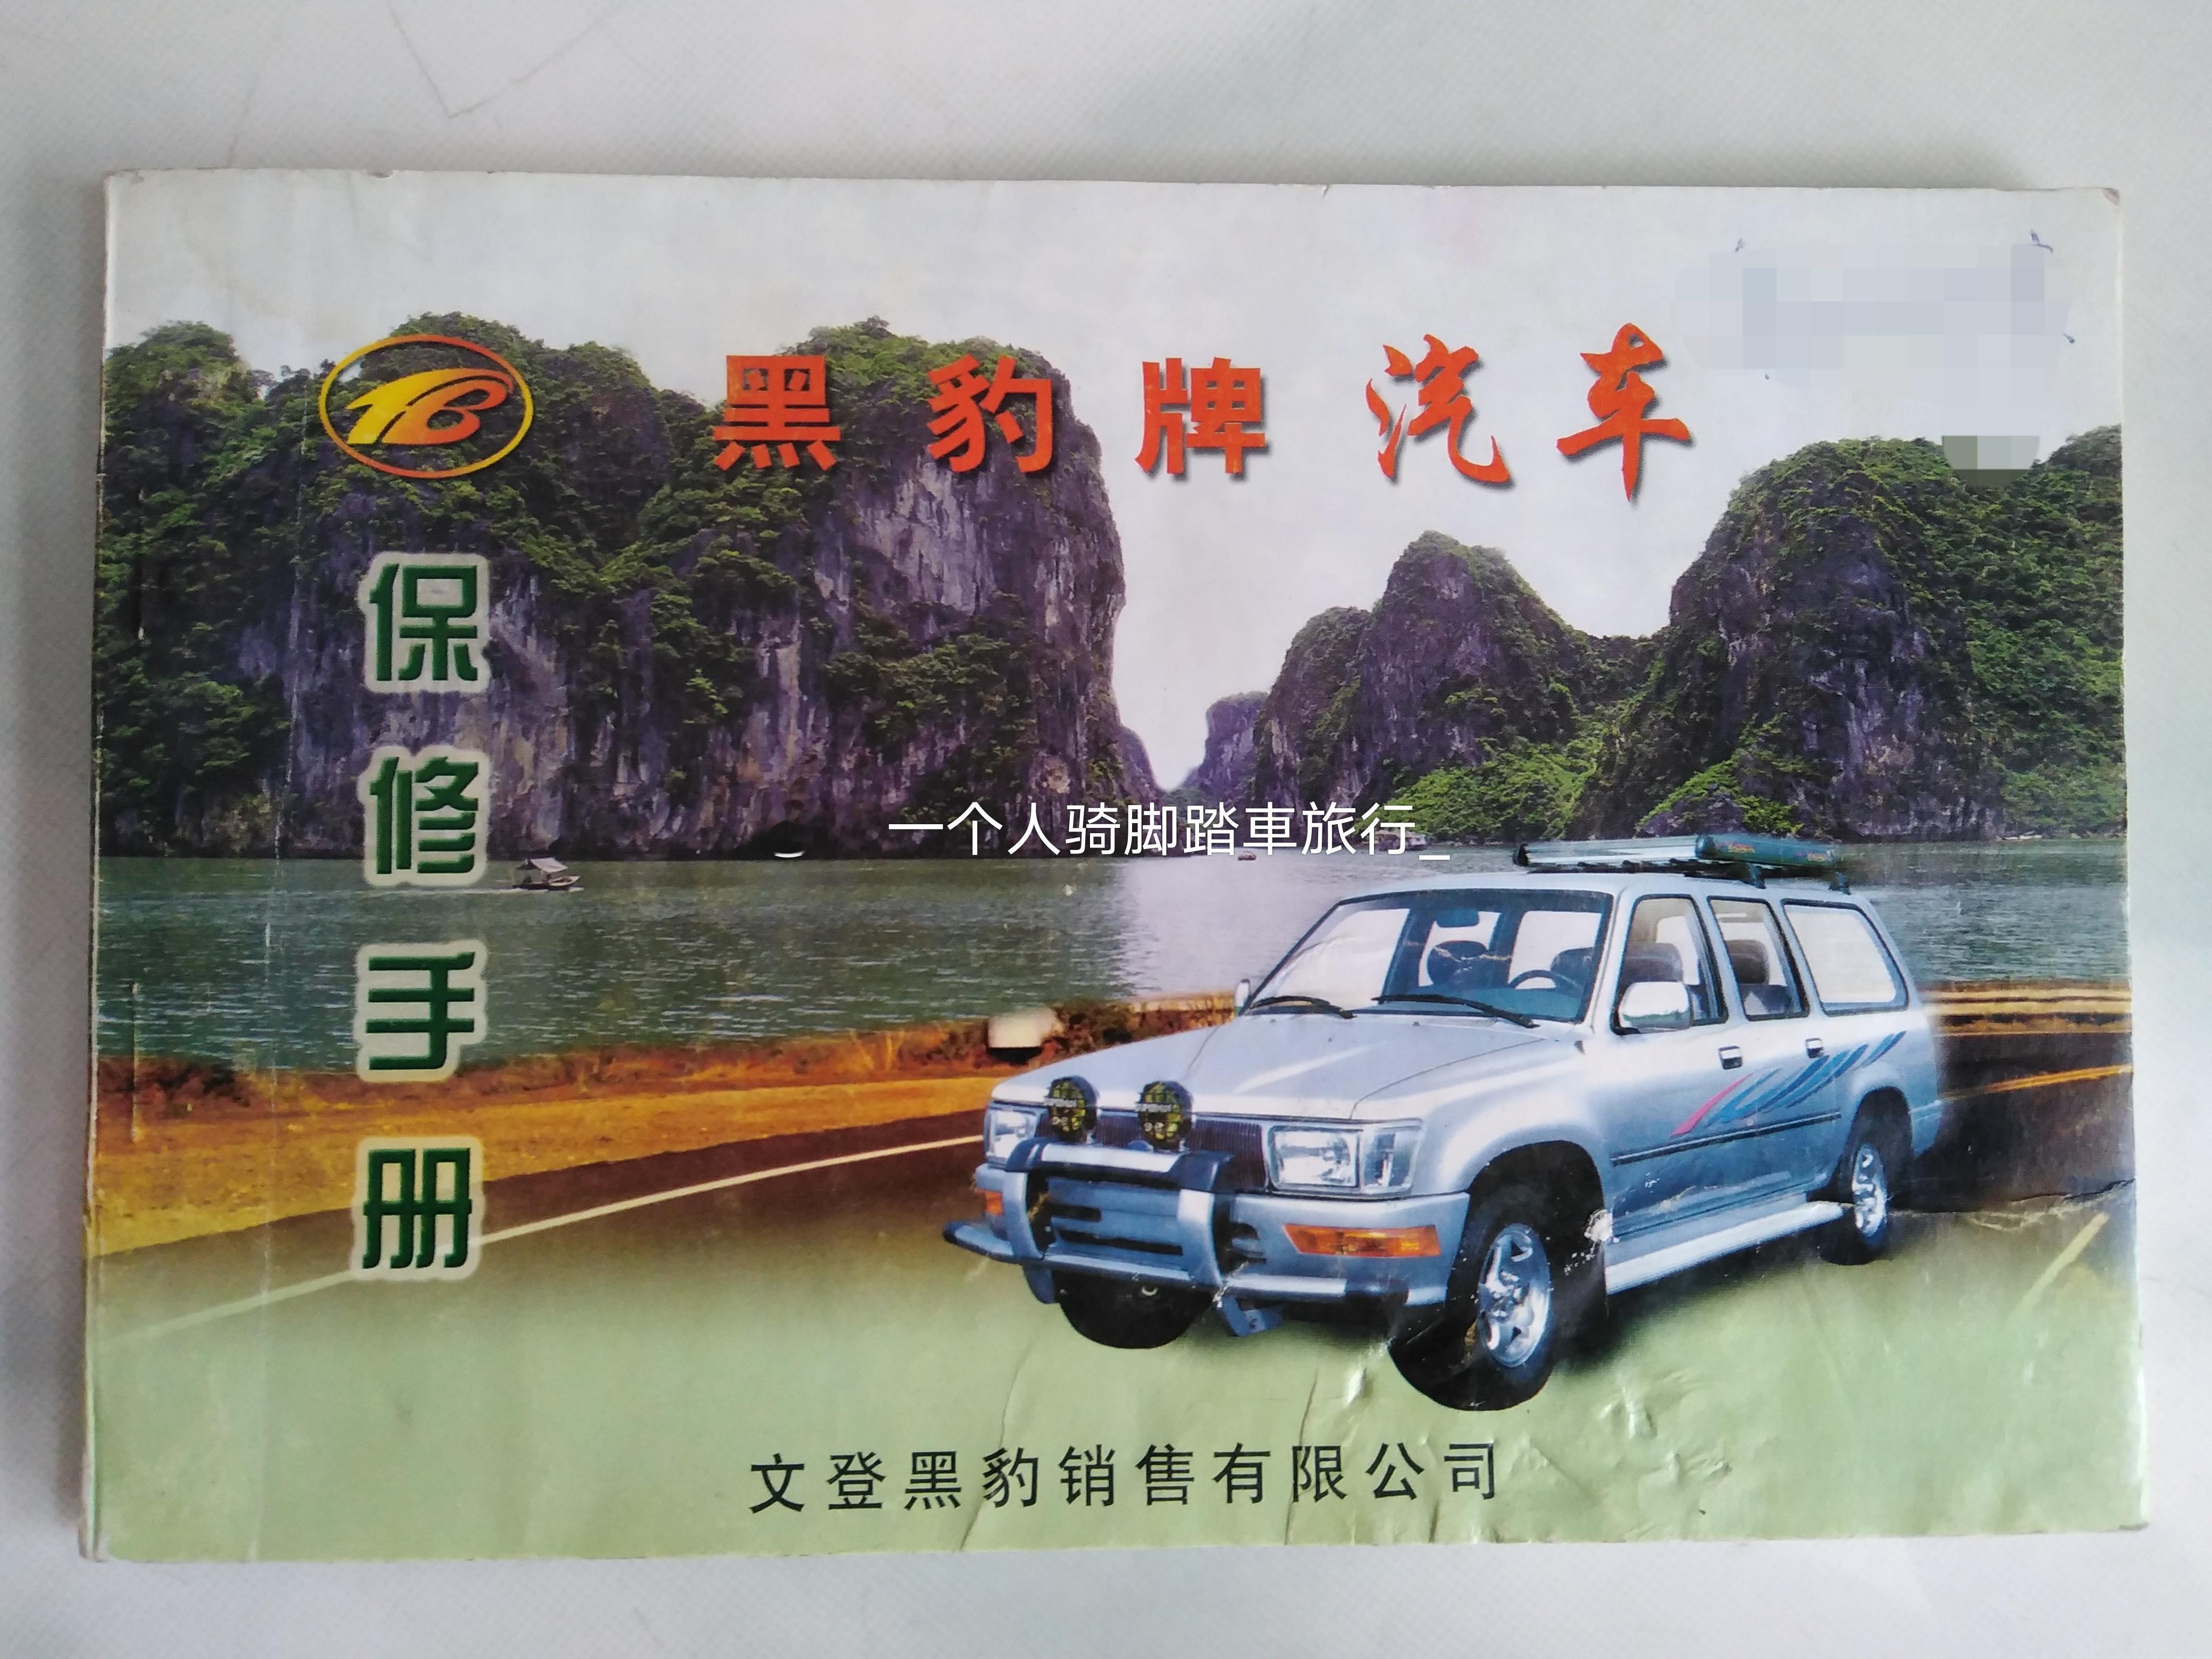 黑豹牌汽车
保修手册
一个人骑脚踏車旅行_
文登黑豹销售有限公司